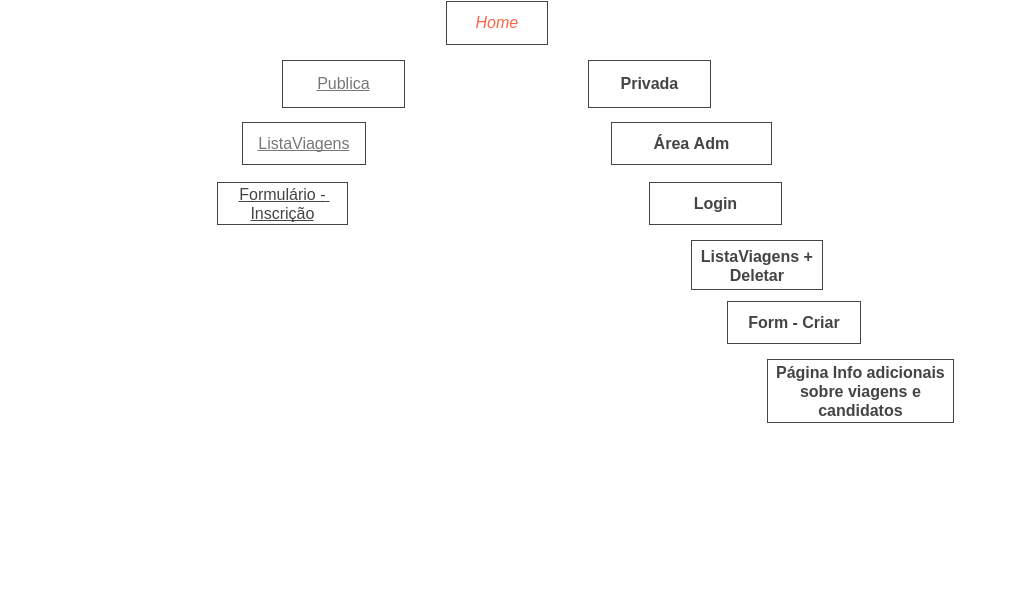 Home
Publica
Privada
ListaViagens
Área Adm
Formulário -
Inscrição
Login
ListaViagens +
Deletar
Form - Criar
Página Info adicionais
sobre viagens e
candidatos